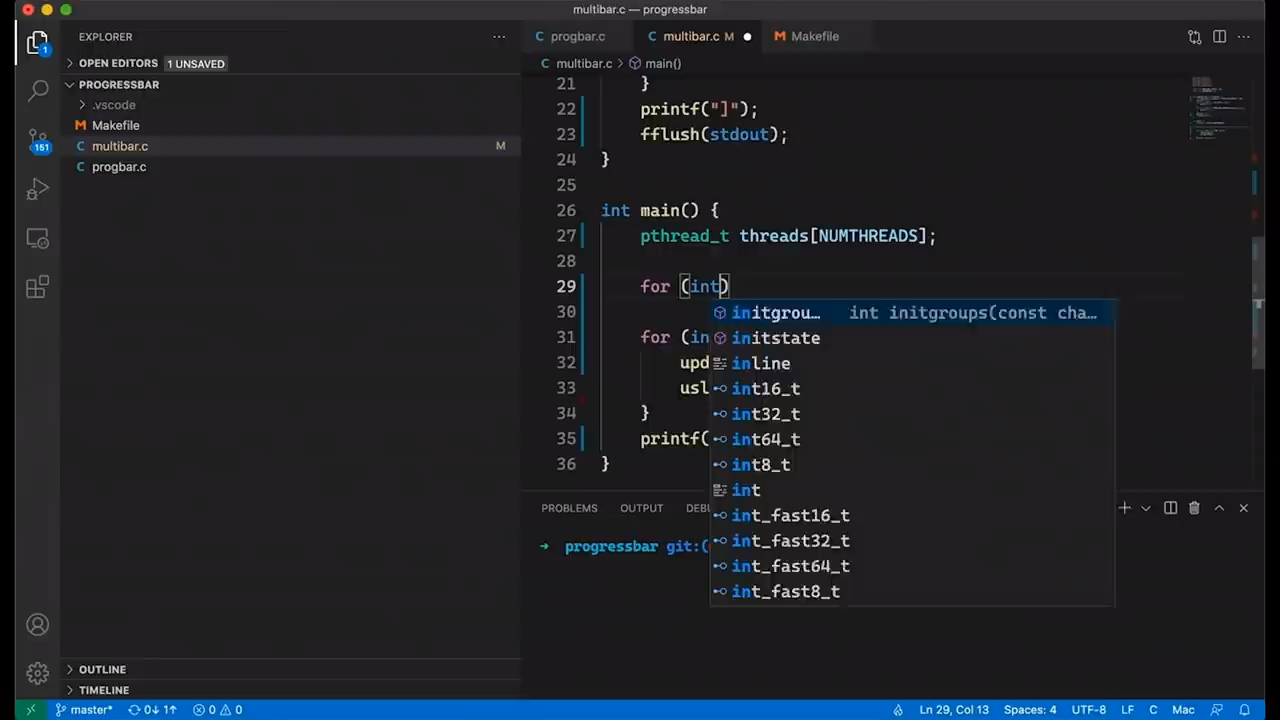 multibar.c — progressbar
EXPLORER
progbar.c
multibar.c M
Makefile
OPEN EDITORS 1 UNSAVED
multibar.c > main()
PROGRESSBAR
.vscode
Makefile
multibar.c M
progbar.c
1
151
21 }
22 printf("]");
23 fflush(stdout);
24 }
25
26 int main() {
27 pthread_t threads[NUMTHREADS];
28
29 for (int)
30
31 for (in
32 upd
33 usl
34 }
35 printf(
36 }
initgrou… int initgroups(const cha…
initstate
inline
int16_t
int32_t
int64_t
int8_t
int
int_fast16_t
int_fast32_t
int_fast64_t
int_fast8_t
PROBLEMS OUTPUT DEBU
→ progressbar git:(
OUTLINE
TIMELINE
master* 0↓ 1↑ 0 0 Ln 29, Col 13 Spaces: 4 UTF-8 LF C Mac